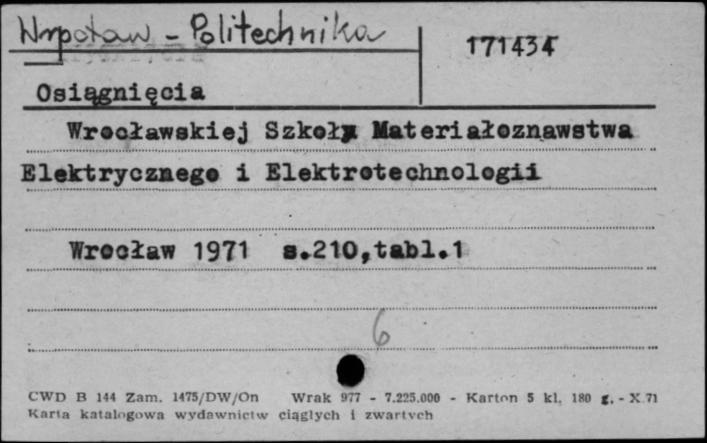 Wrocław - Politechnika
171434
Osiągnięcia
Wrocławskiej Szkoły Materiałoznawstwa
Elektrycznego i Elektrotechnologii
Wrocław 1971 s.210,tabl.1
6
CWD B 144 Zam. 1475/DW/On Wrak 977 - 7.225.000 - Karton 5 kl. 180 g. - X.71
Karta katalogowa wydawnictw ciągłych i zwartych